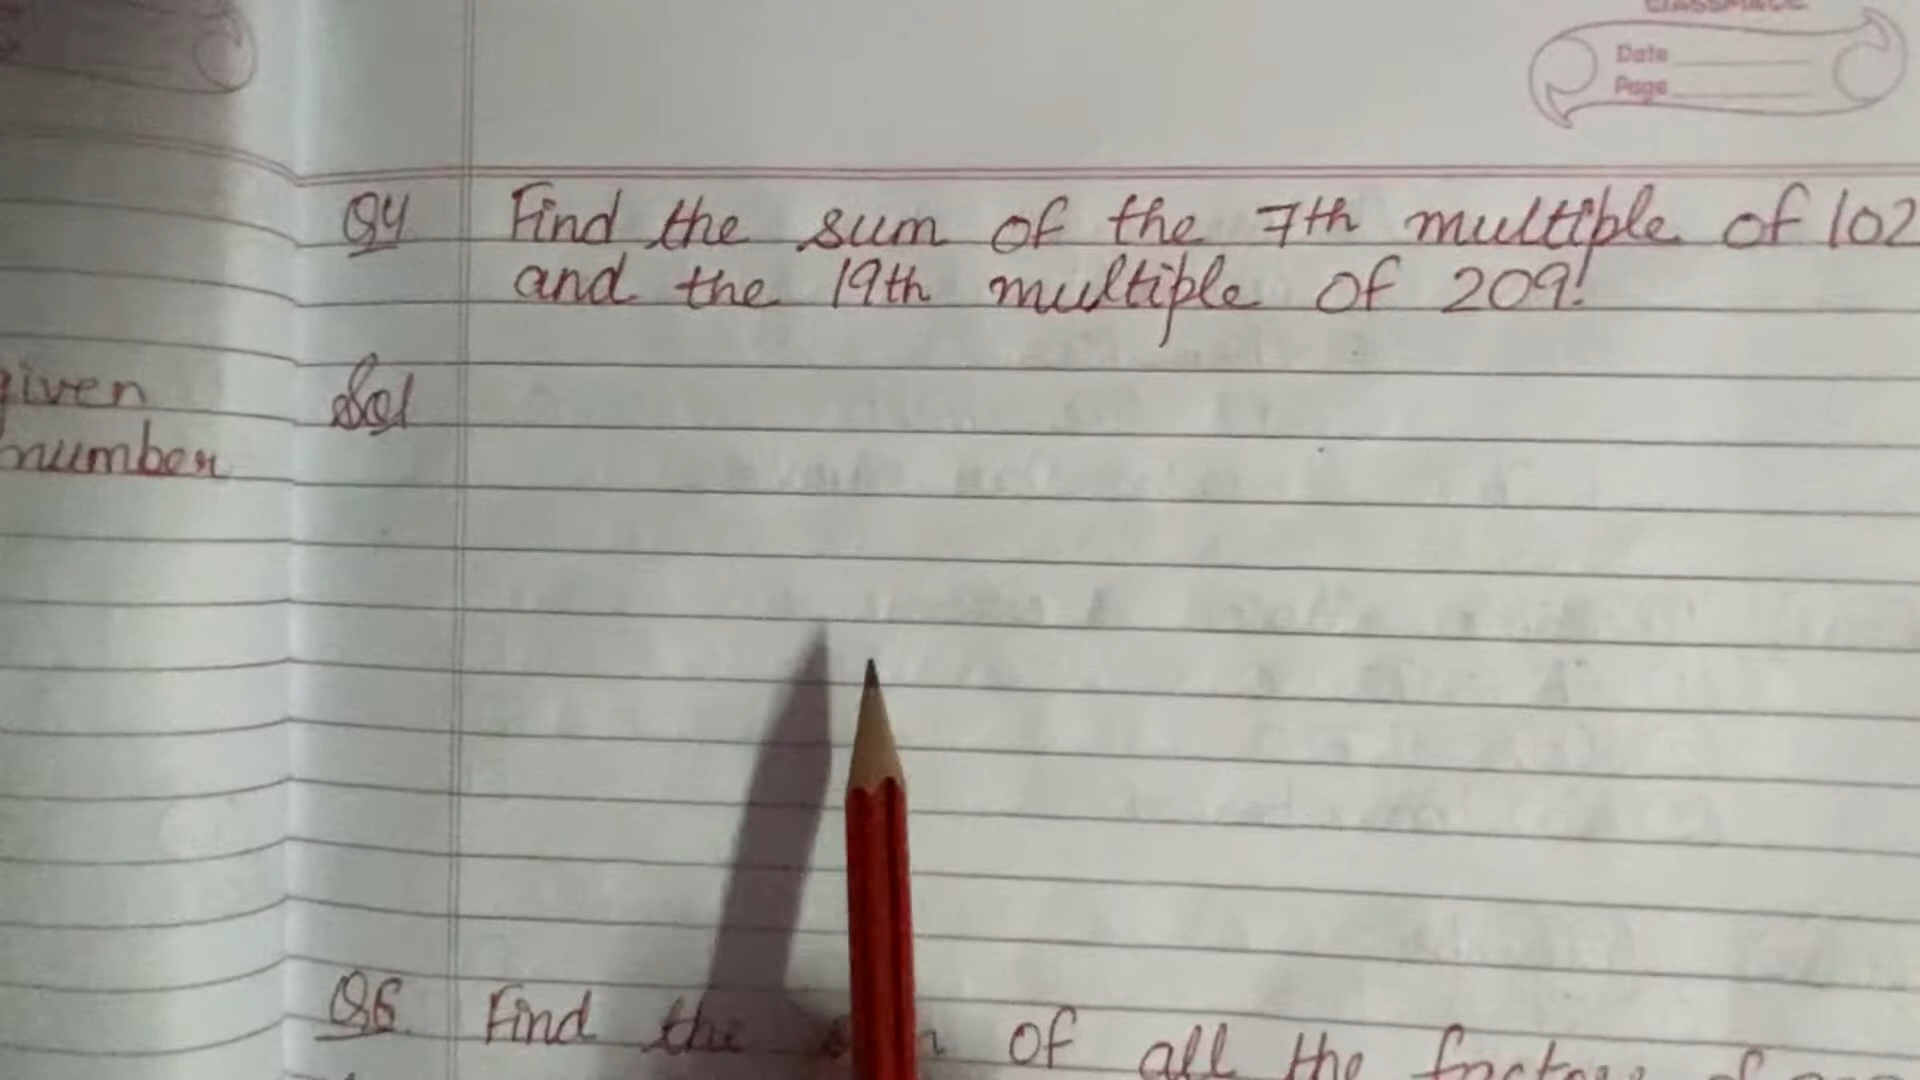 Date
Page
Q4 Find the sum of the 7th multiple of 102
and the 19th multiple of 209!
given
number
Sol
Q6 Find the of all the